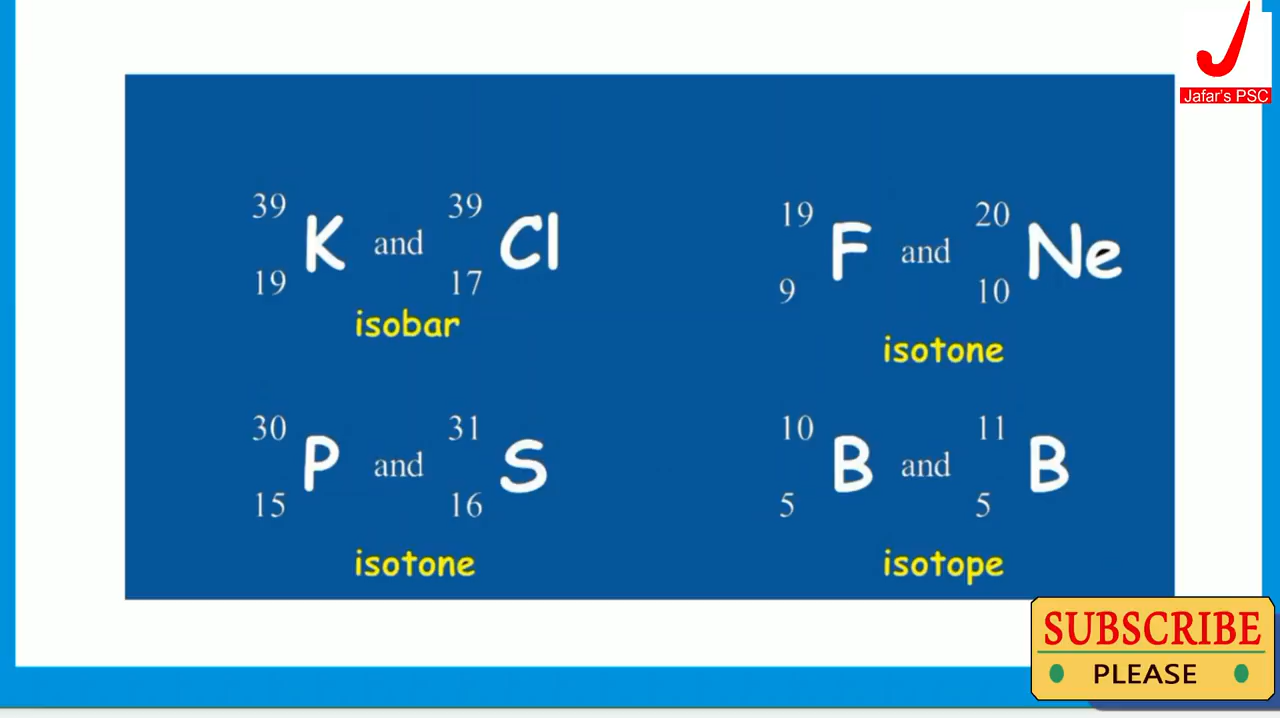 Jafar's PSC
39 39
K and Cl
19 17
isobar
19 20
F and Ne
9 10
isotone
30 31
P and S
15 16
isotone
10 11
B and B
5 5
isotope
SUBSCRIBE
PLEASE